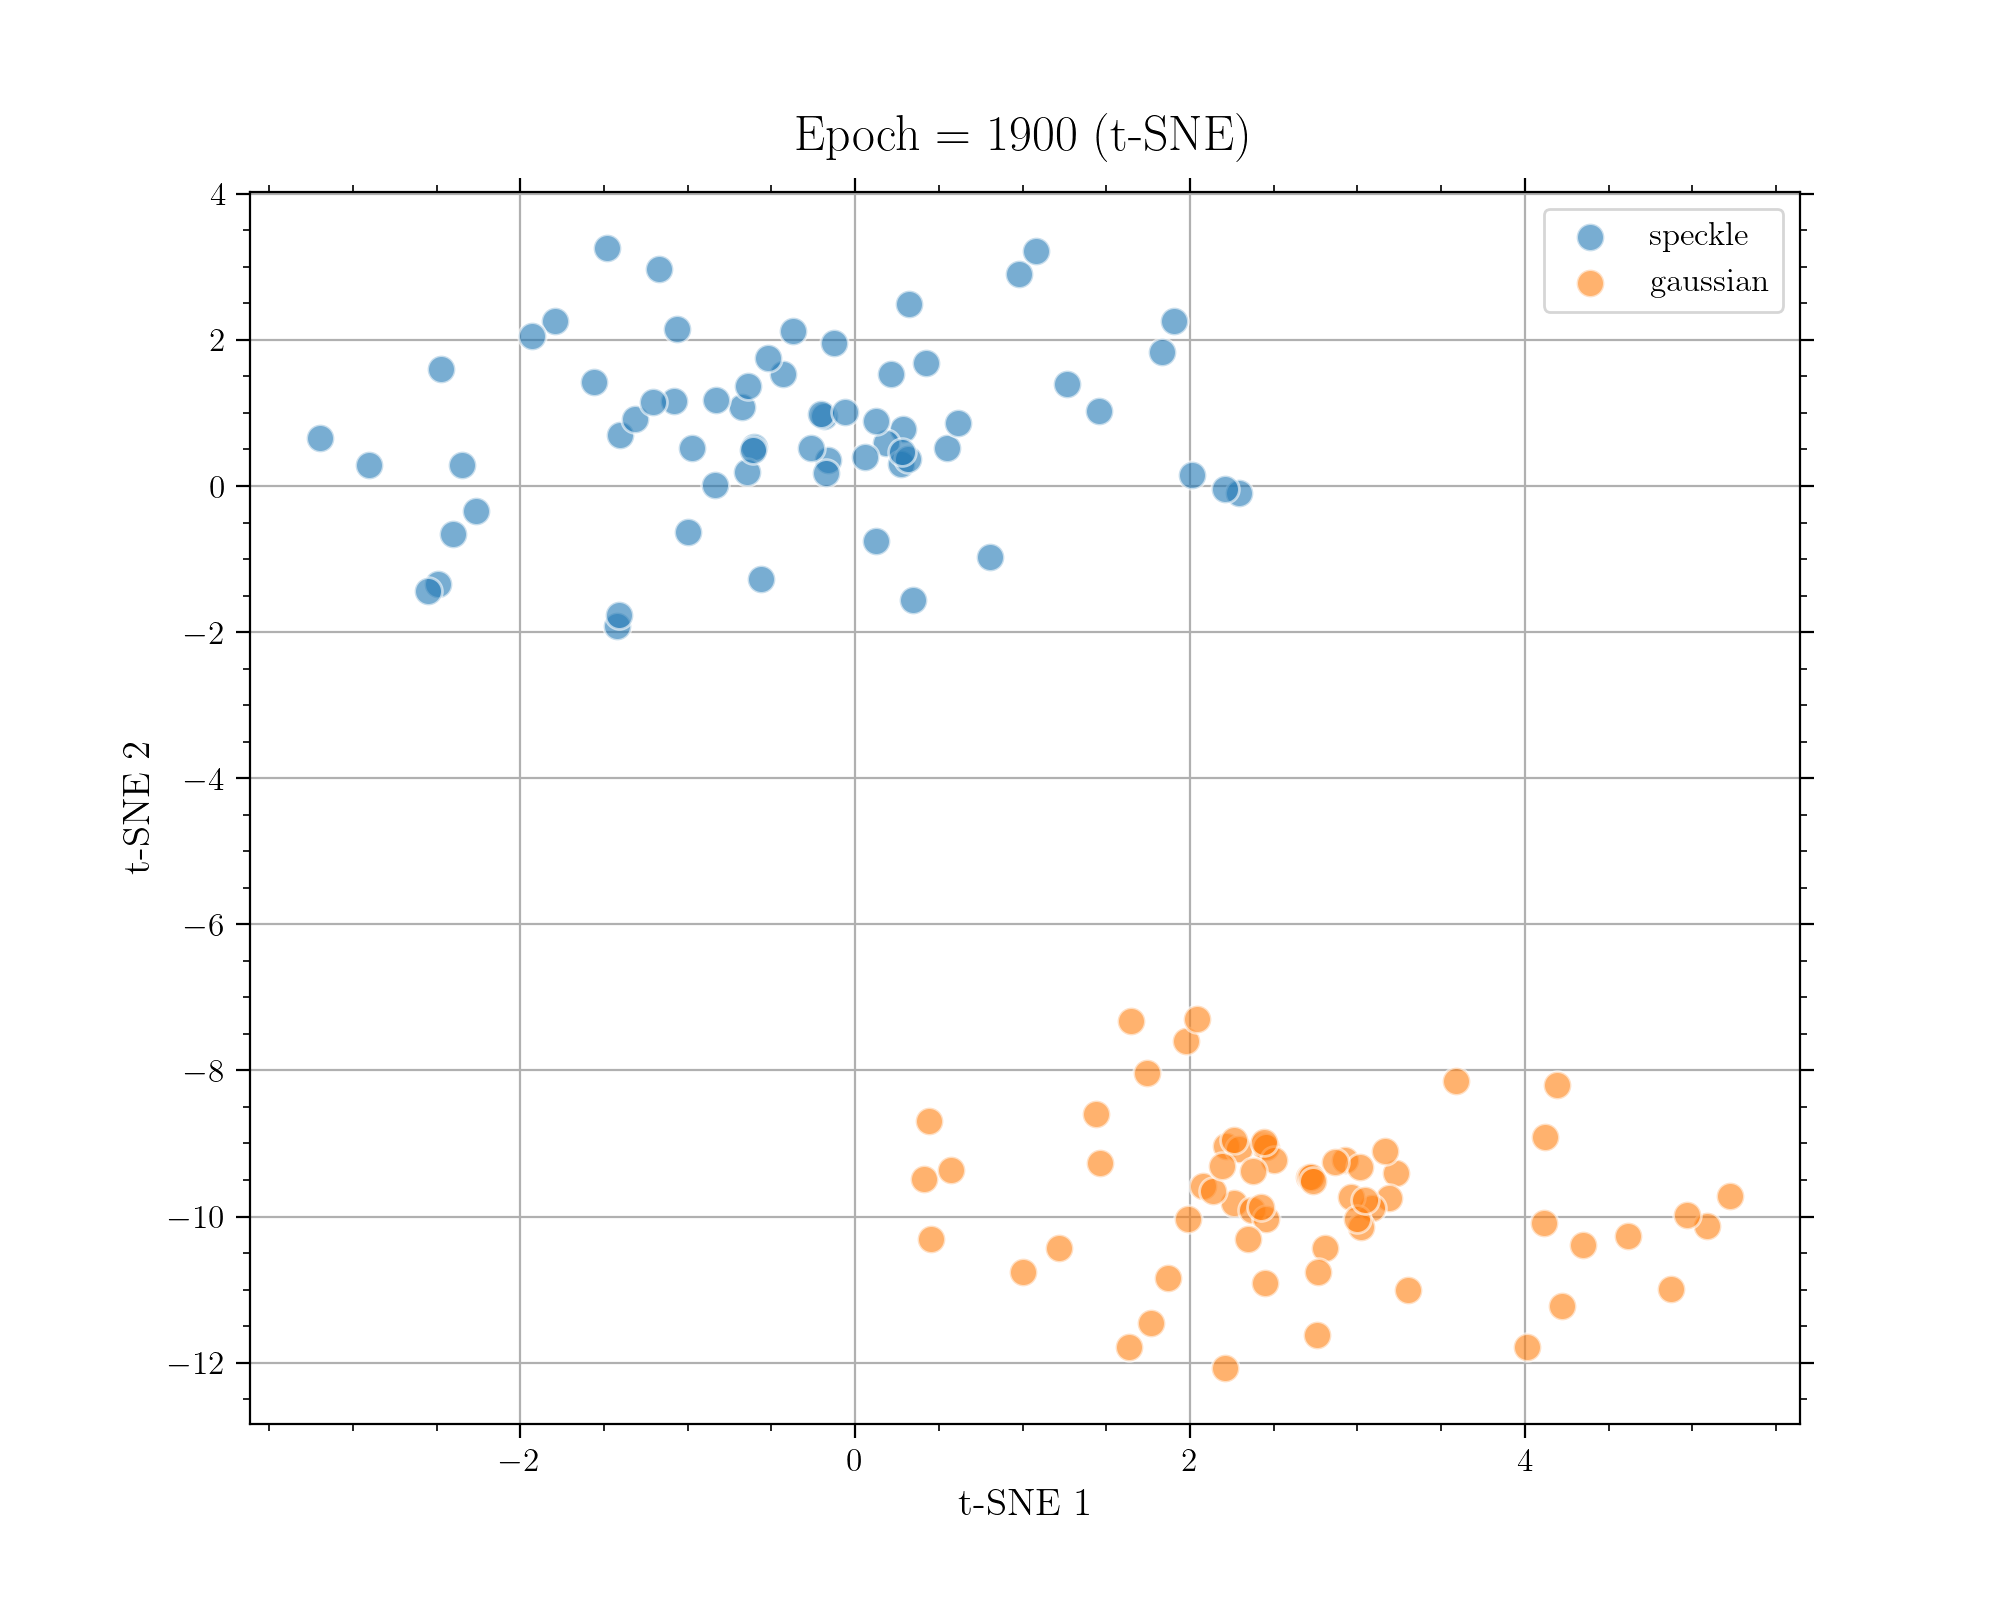 Epoch = 1900 (t-SNE)
speckle
gaussian
4
2
0
−2
−4
−6
−8
−10
−12
t-SNE 2
−2 0 2 4
t-SNE 1